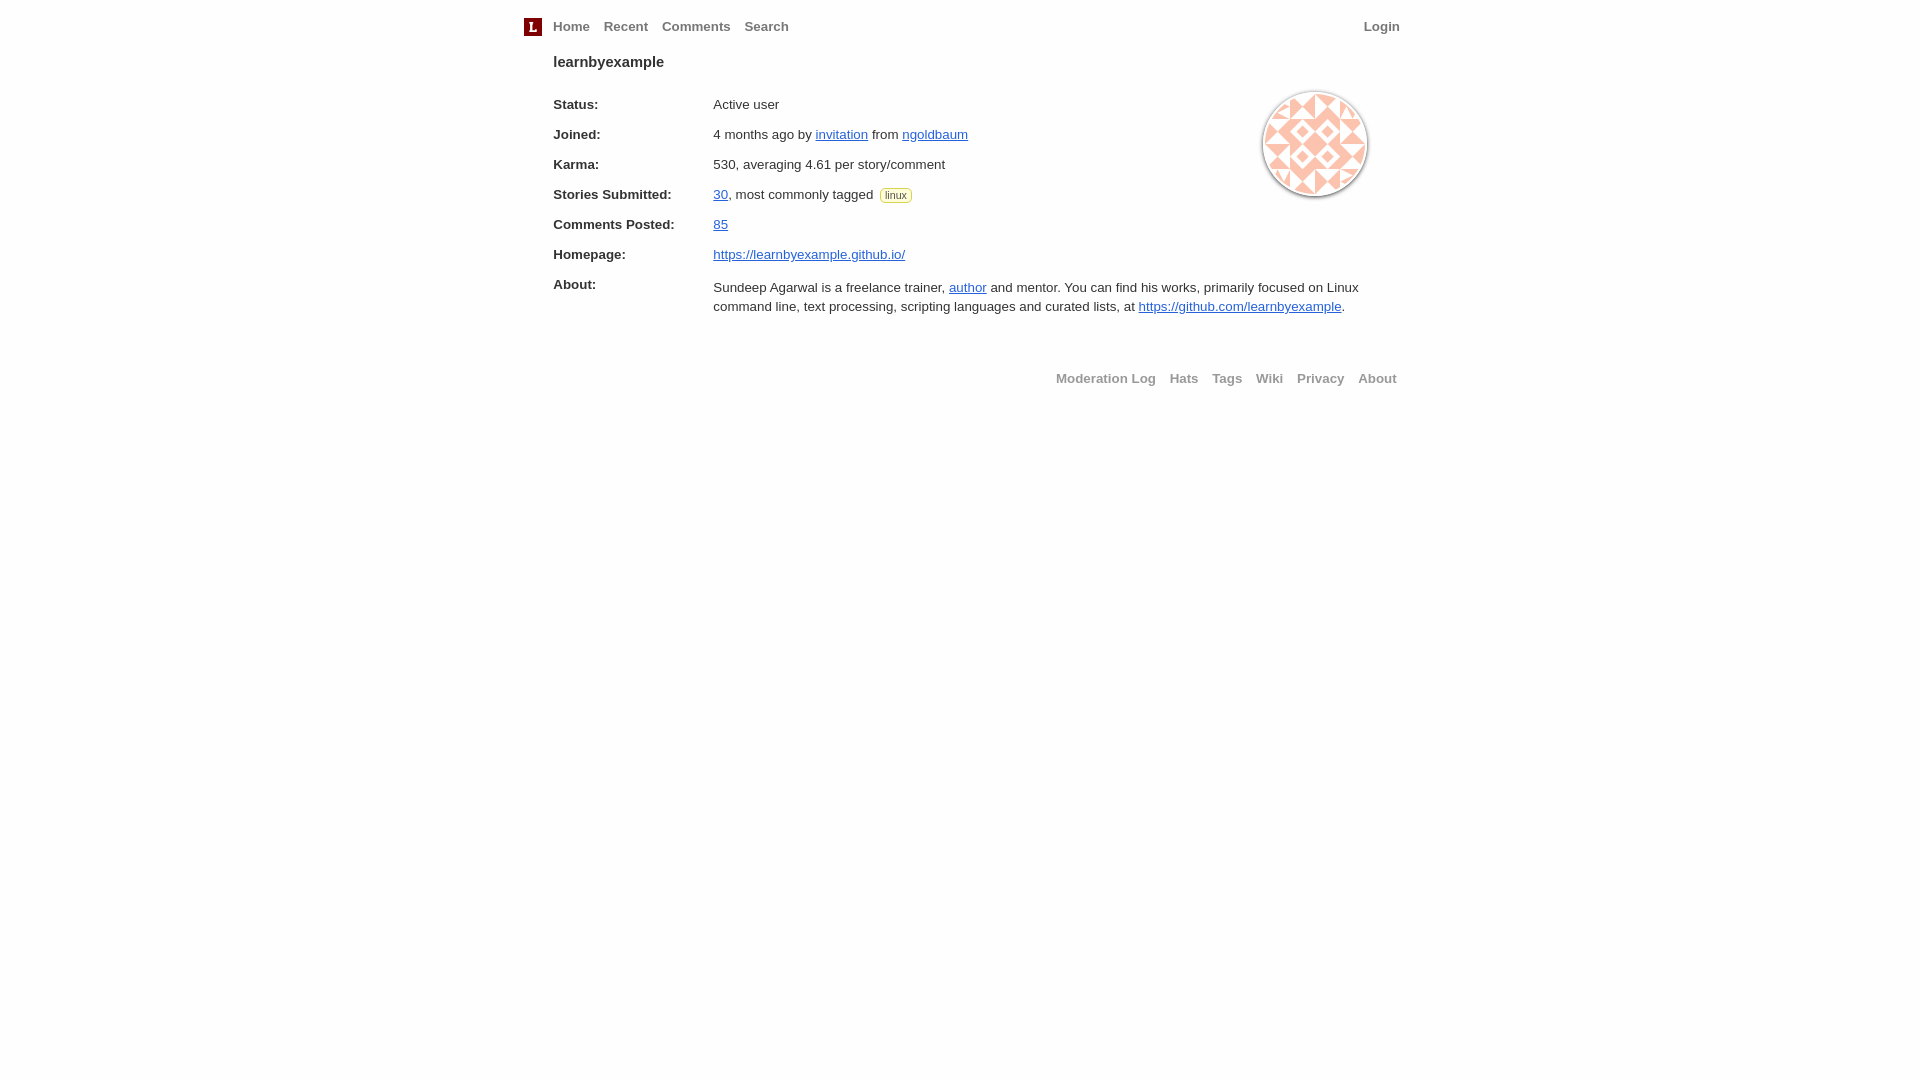 L Home Recent Comments Search Login
learnbyexample
Status: Active user
Joined: 4 months ago by invitation from ngoldbaum
Karma: 530, averaging 4.61 per story/comment
Stories Submitted: 30, most commonly tagged linux
Comments Posted: 85
Homepage: https://learnbyexample.github.io/
About: Sundeep Agarwal is a freelance trainer, author and mentor. You can find his works, primarily focused on Linux
command line, text processing, scripting languages and curated lists, at https://github.com/learnbyexample.
Moderation Log Hats Tags Wiki Privacy About